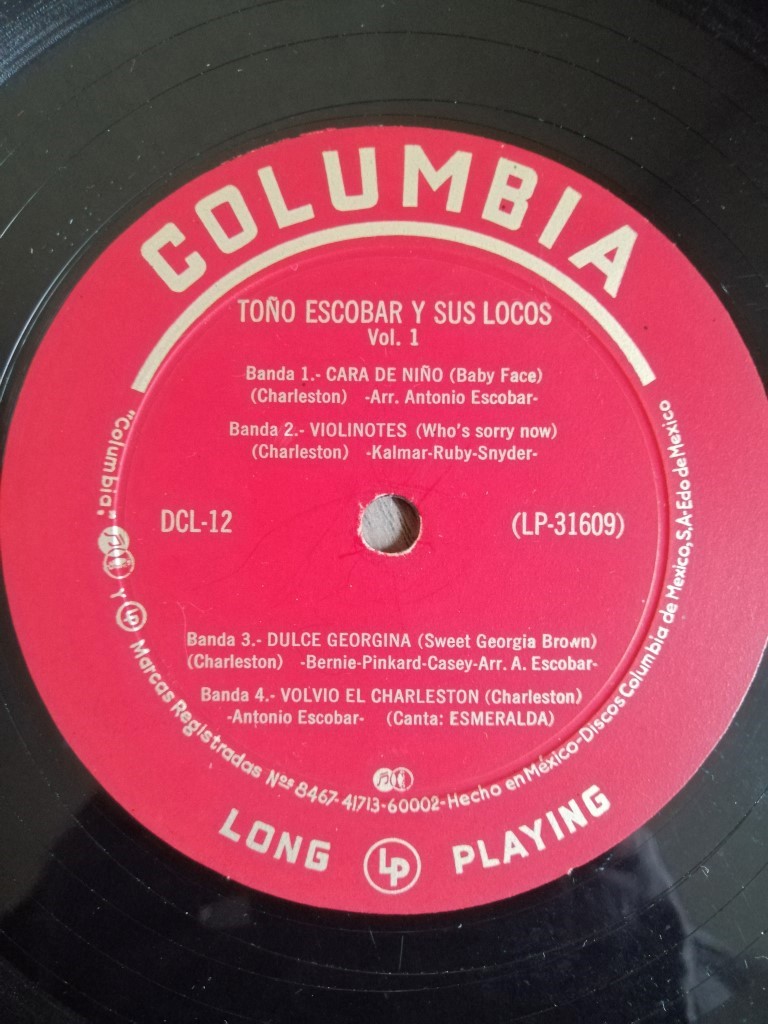 COLUMBIA
TOÑO ESCOBAR Y SUS LOCOS
Vol. 1
Banda 1.- CARA DE NIÑO (Baby Face)
(Charleston) -Arr. Antonio Escobar-
Banda 2.- VIOLINOTES (Who's sorry now)
(Charleston) -Kalmar-Ruby-Snyder-
DCL-12 (LP-31609)
Banda 3.- DULCE GEORGINA (Sweet Georgia Brown)
(Charleston) -Bernie-Pinkard-Casey-Arr. A. Escobar-
Banda 4.- VOLVIO EL CHARLESTON (Charleston)
-Antonio Escobar- (Canta: ESMERALDA)
"Columbia," Y LP Marcas Registradas Nos 8467-41713-60002-Hecho en México-Discos Columbia de Mexico, S.A-Edo de Mexico
LONG LP PLAYING